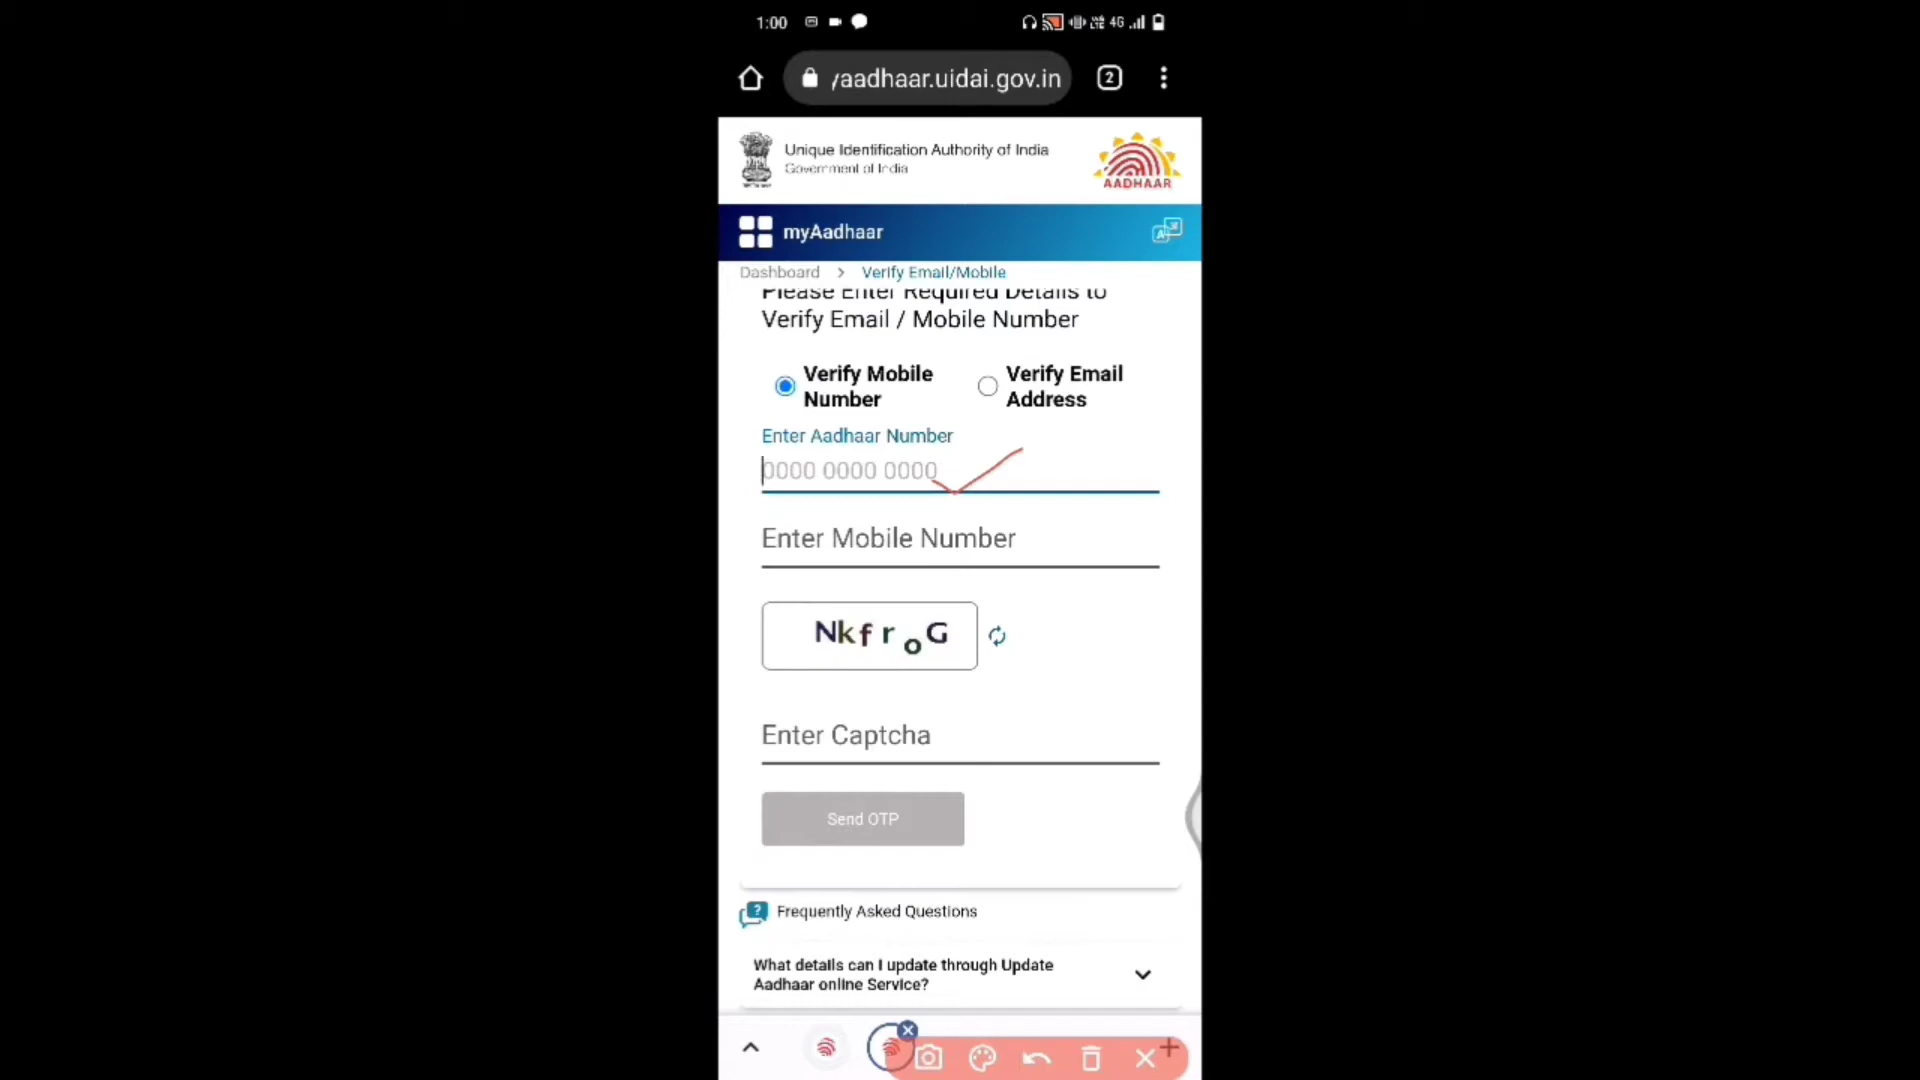 1:00
4G
/aadhaar.uidai.gov.in
2
Unique Identification Authority of India
Government of India
AADHAAR
myAadhaar
Dashboard > Verify Email/Mobile
Please Enter Required Details to
Verify Email / Mobile Number
Verify Mobile
Number
Verify Email
Address
Enter Aadhaar Number
0000 0000 0000
Enter Mobile Number
NkfroG
Enter Captcha
Send OTP
Frequently Asked Questions
What details can I update through Update
Aadhaar online Service?